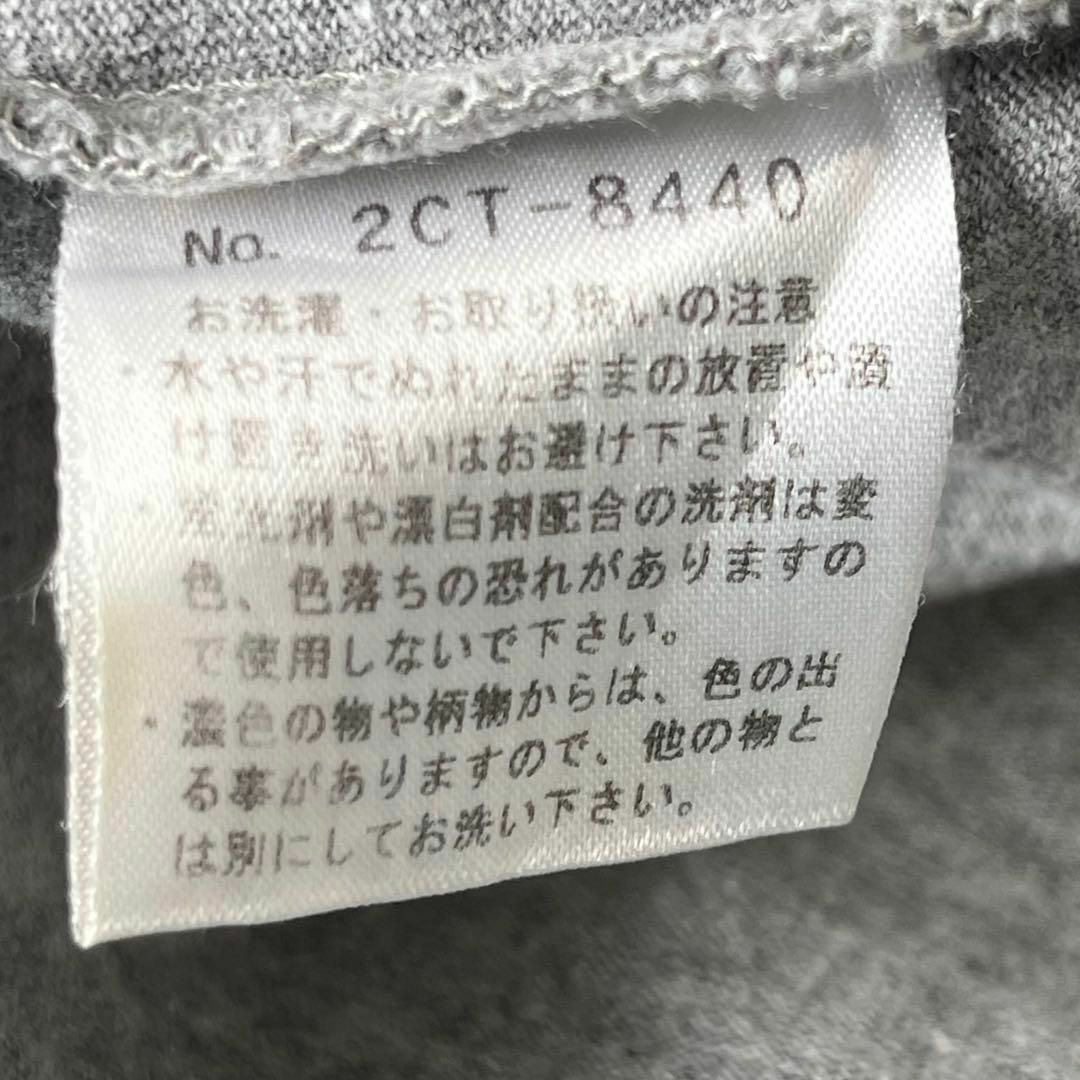 No. 2CT-8440
お洗濯・お取り扱いの注意
・水や汗でぬれたままの放置や漬
け置き洗いはお避け下さい。
・蛍光剤や漂白剤配合の洗剤は変
色、色落ちの恐れがありますの
で使用しないで下さい。
・濃色の物や柄物からは、色の出
る事がありますので、他の物と
は別にしてお洗い下さい。